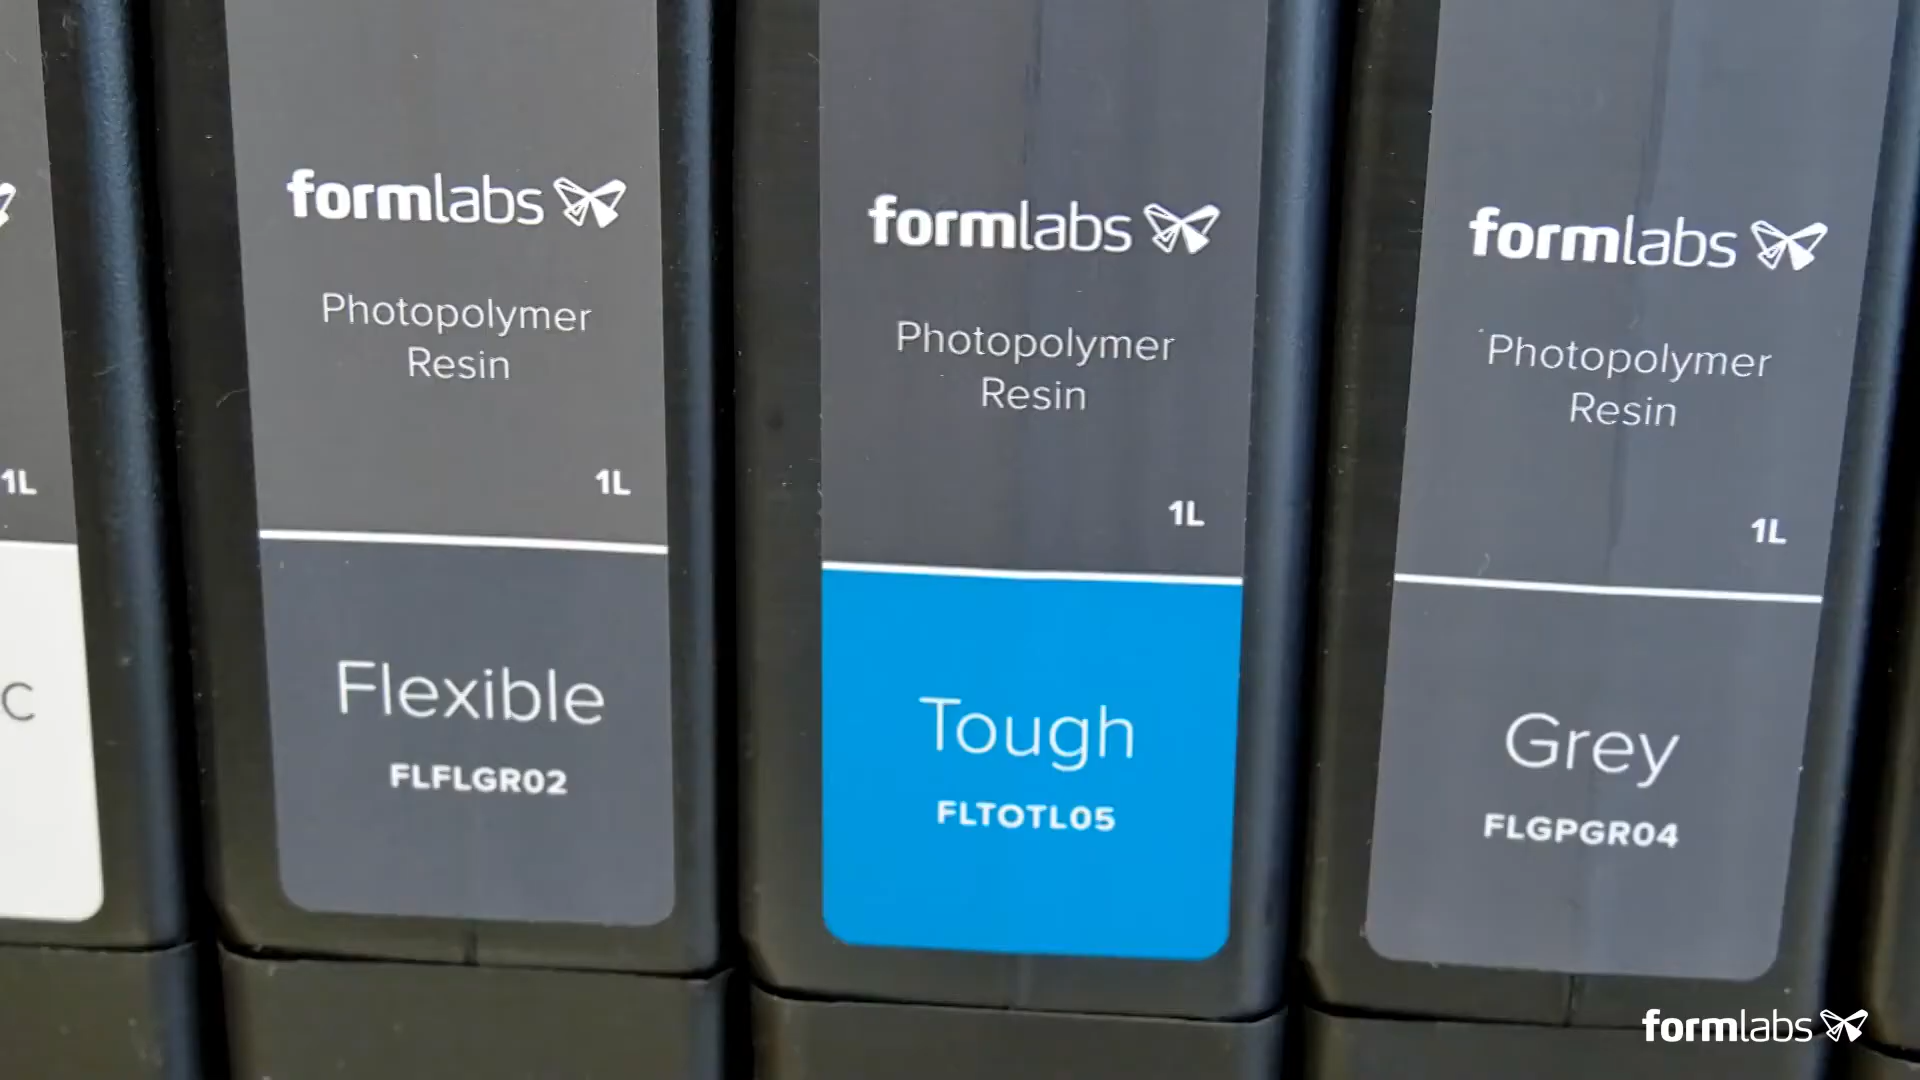 1L
C
formlabs
Photopolymer
Resin
1L
Flexible
FLFLGR02
formlabs
Photopolymer
Resin
1L
Tough
FLTOTL05
formlabs
Photopolymer
Resin
1L
Grey
FLGPGR04
formlabs